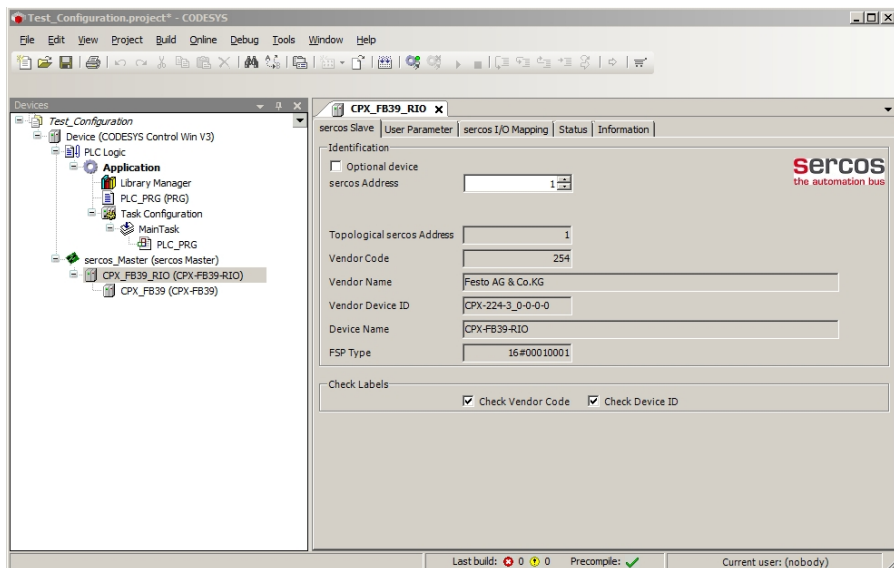 Test_Configuration.project* - CODESYS
File Edit View Project Build Online Debug Tools Window Help
Devices
Test_Configuration
Device (CODESYS Control Win V3)
PLC Logic
Application
Library Manager
PLC_PRG (PRG)
Task Configuration
MainTask
PLC_PRG
sercos_Master (sercos Master)
CPX_FB39_RIO (CPX-FB39-RIO)
CPX_FB39 (CPX-FB39)
CPX_FB39_RIO X
sercos Slave User Parameter sercos I/O Mapping Status Information
Identification
Optional device
sercos Address 1
sercos
the automation bus
Topological sercos Address 1
Vendor Code 254
Vendor Name Festo AG & Co.KG
Vendor Device ID CPX-224-3_0-0-0-0
Device Name CPX-FB39-RIO
FSP Type 16#00010001
Check Labels
Check Vendor Code Check Device ID
Last build: 0 0 Precompile: Current user: (nobody)